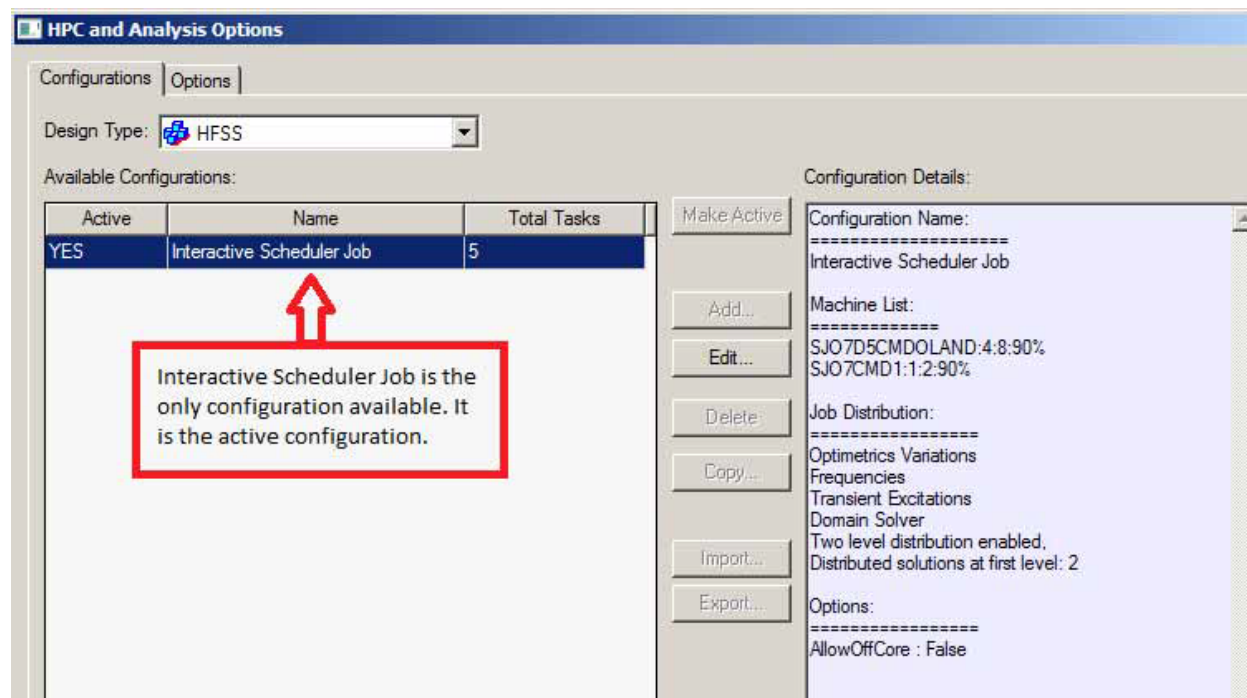 HPC and Analysis Options
Configurations
Options
Design Type:
HFSS
Available Configurations:
Active Name Total Tasks
YES Interactive Scheduler Job 5
Interactive Scheduler Job is the
only configuration available. It
is the active configuration.
Make Active
Add...
Edit...
Delete
Copy...
Import...
Export...
Configuration Details:
Configuration Name:
====================
Interactive Scheduler Job
Machine List:
=============
SJO7D5CMDOLAND:4:8:90%
SJO7CMD1:1:2:90%
Job Distribution:
=================
Optimetrics Variations
Frequencies
Transient Excitations
Domain Solver
Two level distribution enabled,
Distributed solutions at first level: 2
Options:
=================
AllowOffCore : False